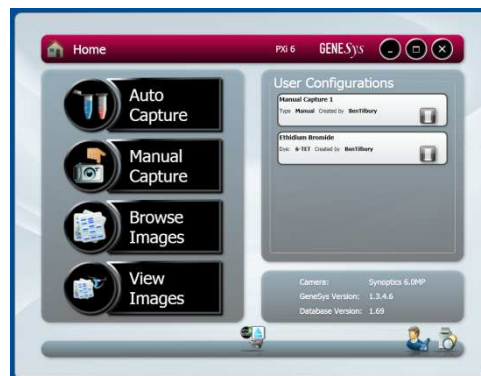 Home
PXi 6
GENESys
Auto
Capture
Manual
Capture
Browse
Images
View
Images
User Configurations
Manual Capture 1
Type Manual Created by BenTilbury
Ethidium Bromide
Dye: 6-TET Created by BenTilbury
Camera: Synoptics 6.0MP
GeneSys Version: 1.3.4.6
Database Version: 1.69